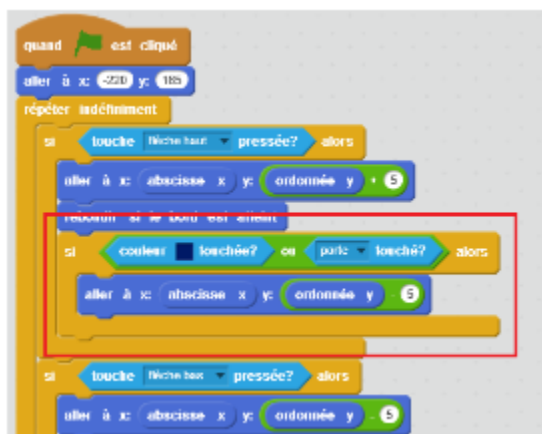 quand est cliqué
aller à x: -220 y: 185
répéter indéfiniment
si touche flèche haut pressée? alors
aller à x: abscisse x y: ordonnée y + 5
rebondir si le bord est atteint
si couleur touchée? ou porte touché? alors
aller à x: abscisse x y: ordonnée y - 5
si touche flèche bas pressée? alors
aller à x: abscisse x y: ordonnée y - 5